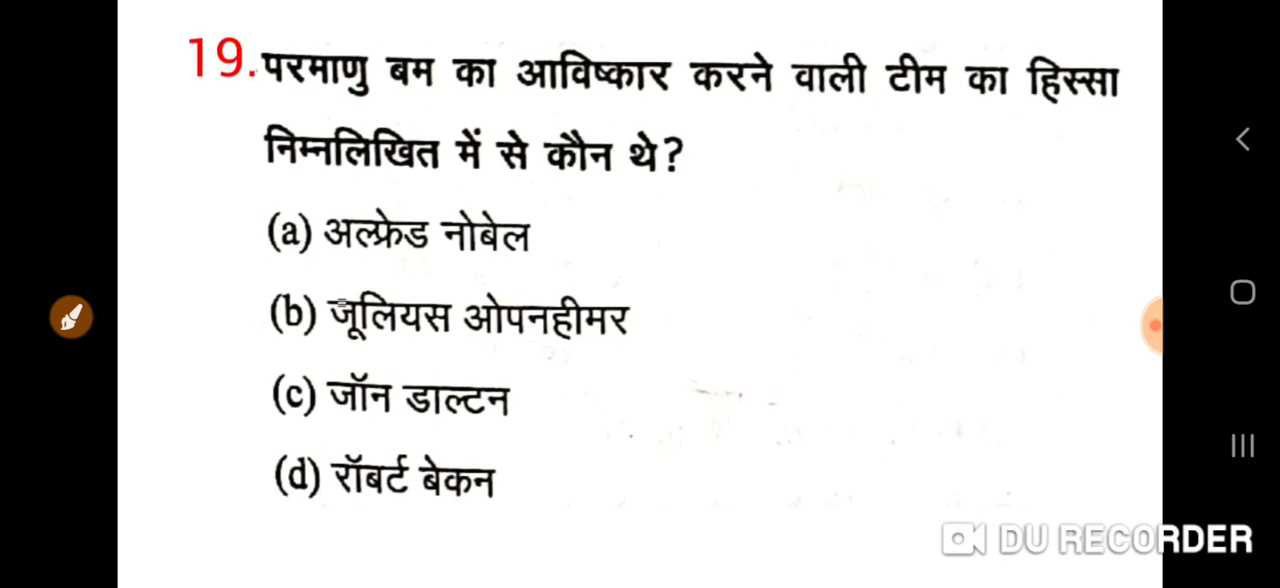 19. परमाणु बम का आविष्कार करने वाली टीम का हिस्सा
निम्नलिखित में से कौन थे?
(a) अल्फ्रेड नोबेल
(b) जूलियस ओपनहीमर
(c) जॉन डाल्टन
(d) रॉबर्ट बेकन
DU RECORDER